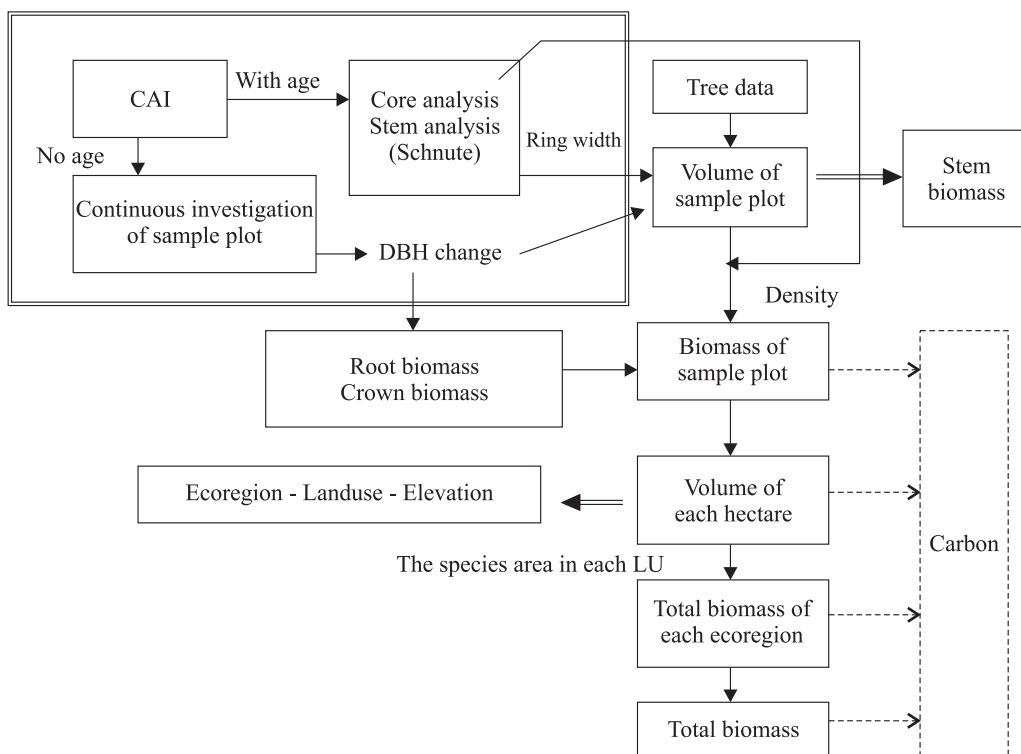 CAI
With age
Core analysis
Stem analysis
(Schnute)
Tree data
No age
Ring width
Volume of
sample plot
Stem
biomass
Continuous investigation
of sample plot
DBH change
Density
Root biomass
Crown biomass
Biomass of
sample plot
Ecoregion - Landuse - Elevation
Volume of
each hectare
Carbon
The species area in each LU
Total biomass of
each ecoregion
Total biomass